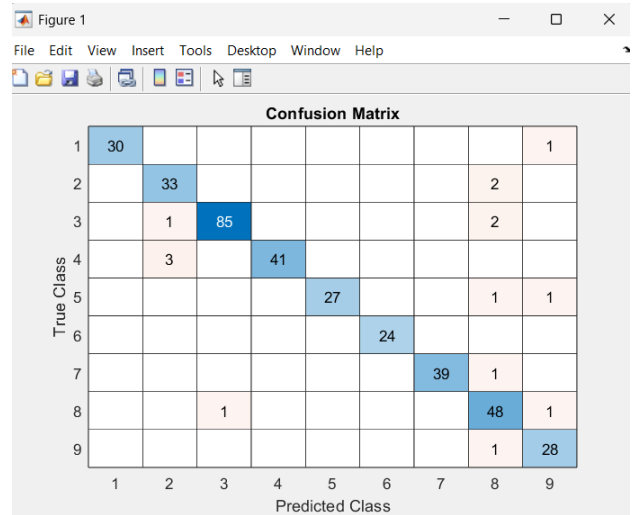 Figure 1
File Edit View Insert Tools Desktop Window Help
Confusion Matrix
True Class
1 30 1
2 33 2
3 1 85 2
4 3 41
5 27 1 1
6 24
7 39 1
8 1 48 1
9 1 28
1 2 3 4 5 6 7 8 9
Predicted Class